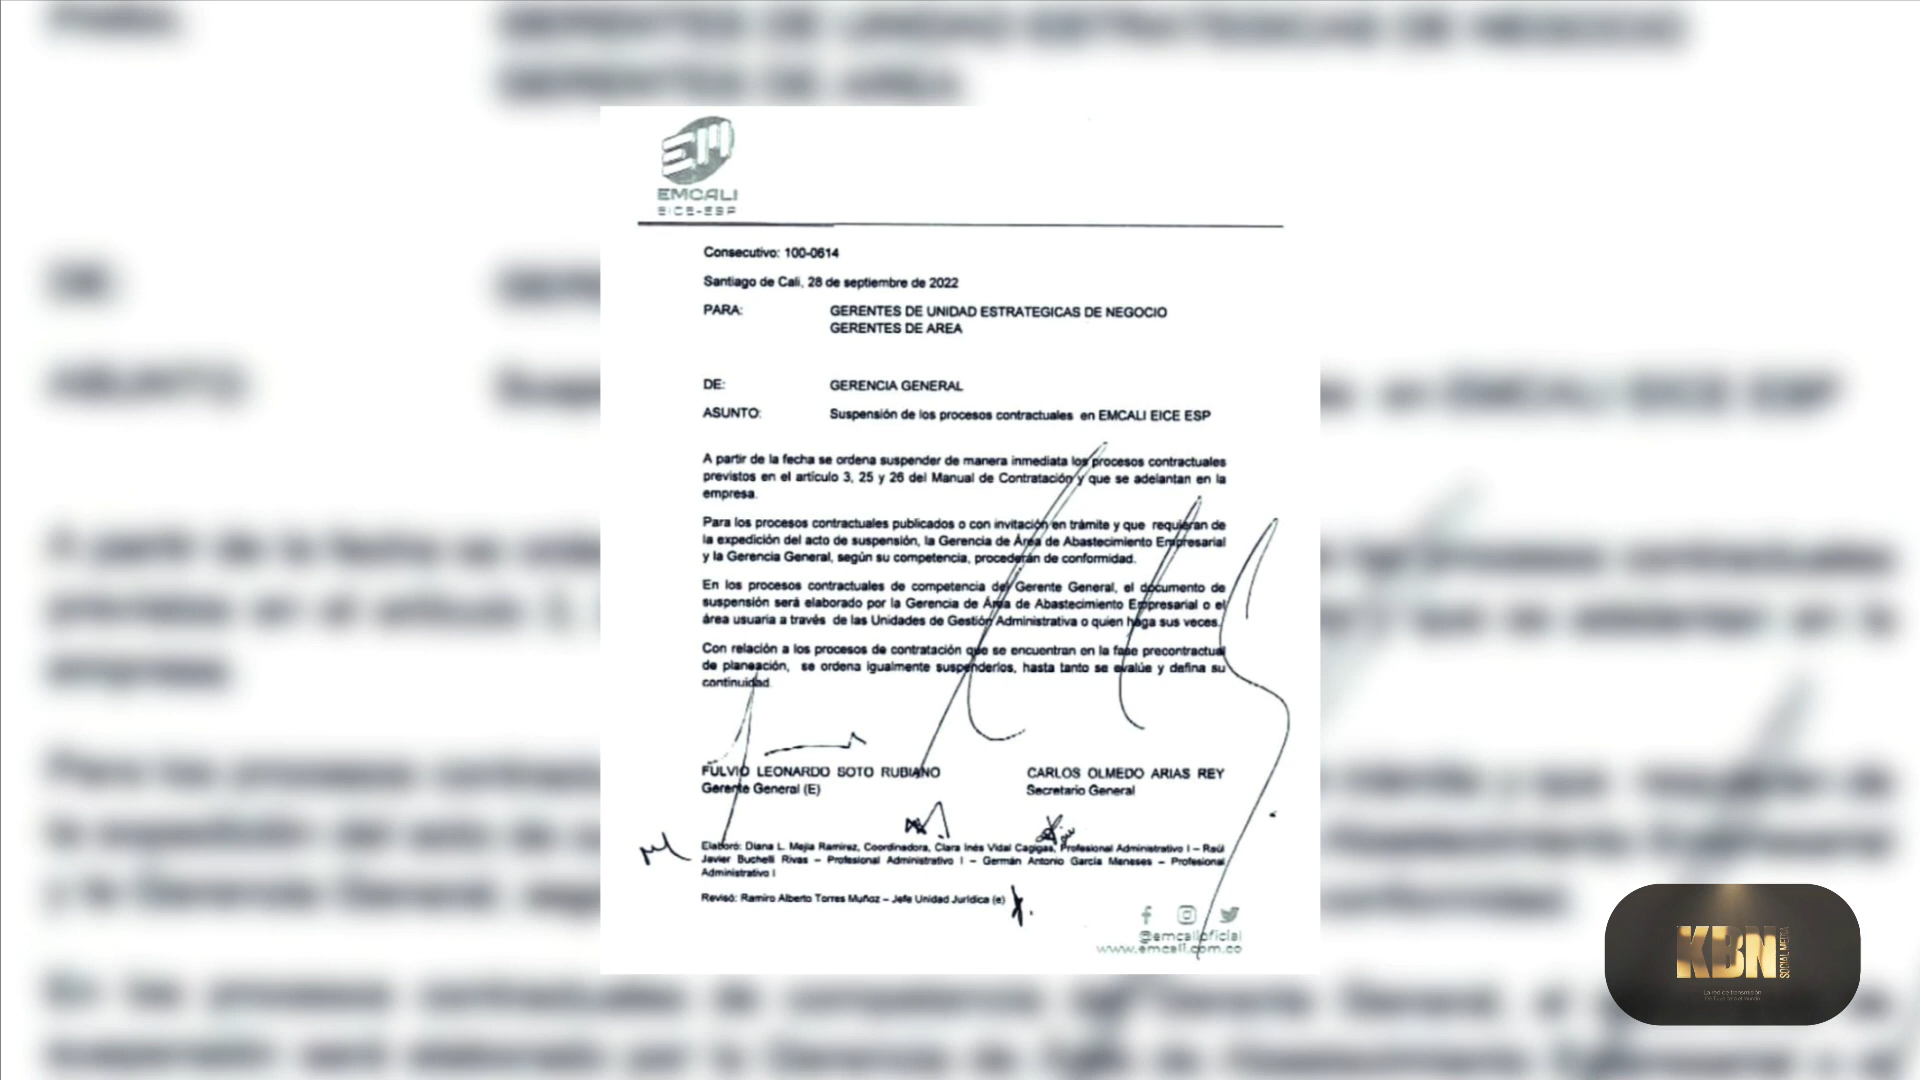 EM
EMCALI
EICE-ESP
Consecutivo: 100-0614
Santiago de Cali, 28 de septiembre de 2022
PARA: GERENTES DE UNIDAD ESTRATEGICAS DE NEGOCIO
GERENTES DE AREA
DE: GERENCIA GENERAL
ASUNTO: Suspensión de los procesos contractuales en EMCALI EICE ESP
A partir de la fecha se ordena suspender de manera inmediata los procesos contractuales
previstos en el artículo 3, 25 y 26 del Manual de Contratación y que se adelantan en la
empresa.
Para los procesos contractuales publicados o con invitación en trámite y que requieran de
la expedición del acto de suspensión, la Gerencia de Área de Abastecimiento Empresarial
y la Gerencia General, según su competencia, procederán de conformidad.
En los procesos contractuales de competencia del Gerente General, el documento de
suspensión será elaborado por la Gerencia de Área de Abastecimiento Empresarial o el
área usuaria a través de las Unidades de Gestión Administrativa o quien haga sus veces.
Con relación a los procesos de contratación que se encuentran en la fase precontractual
de planeación, se ordena igualmente suspenderlos, hasta tanto se evalúe y defina su
continuidad.
FULVIO LEONARDO SOTO RUBIANO
Gerente General (E)
CARLOS OLMEDO ARIAS REY
Secretario General
Elaboró: Diana L. Mejia Ramirez, Coordinadora, Clara Inés Vidal Cagigas, Profesional Administrativo I – Raúl
Javier Buchelli Rivas – Profesional Administrativo I – Germán Antonio Garcia Meneses – Profesional
Administrativo I
Revisó: Ramiro Alberto Torres Muñoz – Jefe Unidad Jurídica (e)
@emcalioficial
www.emcali.com.co
KBN
SOCIAL MEDIA
La red de transmisión